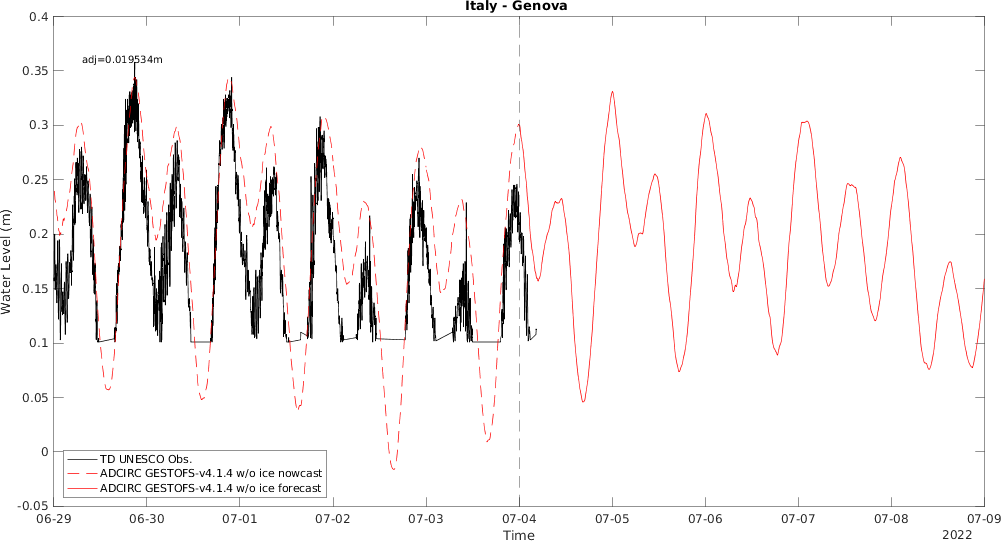 Italy - Genova
0.4
0.35
0.3
0.25
0.2
0.15
0.1
0.05
0
-0.05
Water Level (m)
adj=0.019534m
TD UNESCO Obs.
ADCIRC GESTOFS-v4.1.4 w/o ice nowcast
ADCIRC GESTOFS-v4.1.4 w/o ice forecast
06-29 06-30 07-01 07-02 07-03 07-04 07-05 07-06 07-07 07-08 07-09
Time
2022